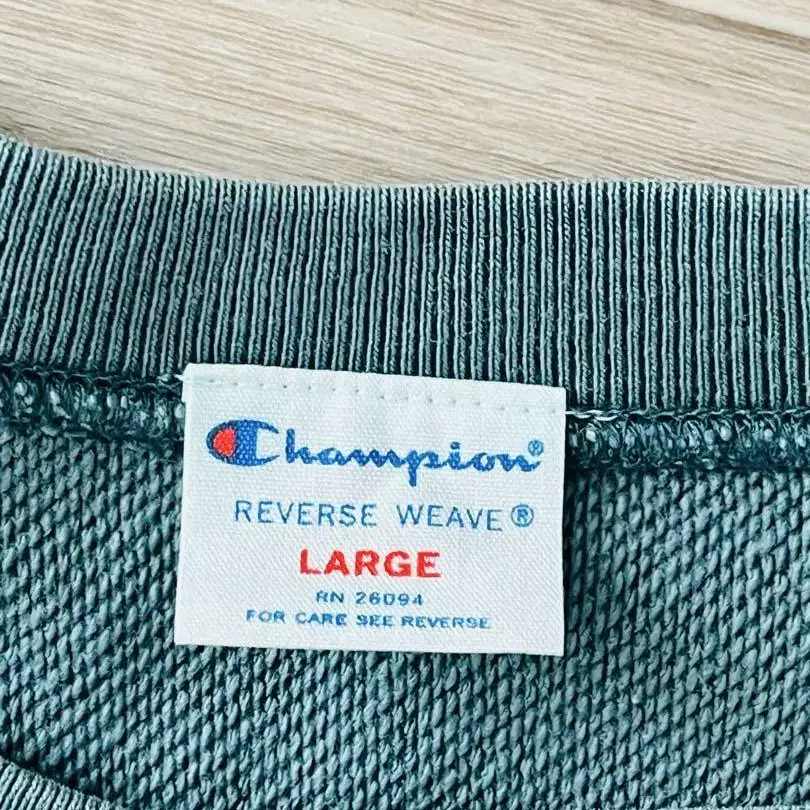 Champion®
REVERSE WEAVE®
LARGE
RN 26094
FOR CARE SEE REVERSE